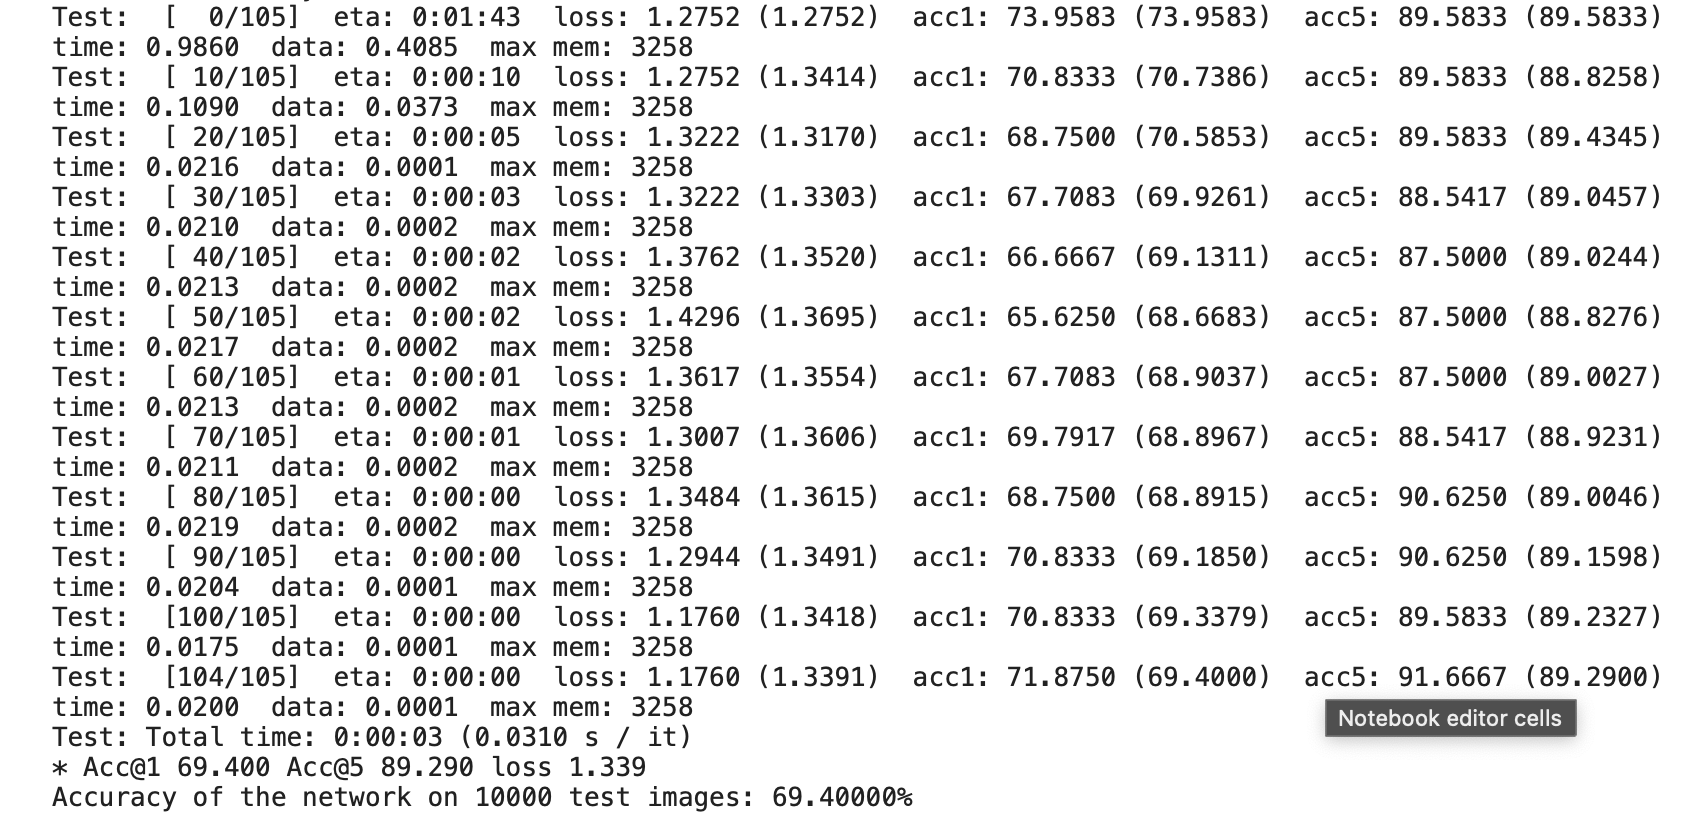 Test:  [  0/105]  eta: 0:01:43  loss: 1.2752 (1.2752)  acc1: 73.9583 (73.9583)  acc5: 89.5833 (89.5833)
time: 0.9860  data: 0.4085  max mem: 3258
Test:  [ 10/105]  eta: 0:00:10  loss: 1.2752 (1.3414)  acc1: 70.8333 (70.7386)  acc5: 89.5833 (88.8258)
time: 0.1090  data: 0.0373  max mem: 3258
Test:  [ 20/105]  eta: 0:00:05  loss: 1.3222 (1.3170)  acc1: 68.7500 (70.5853)  acc5: 89.5833 (89.4345)
time: 0.0216  data: 0.0001  max mem: 3258
Test:  [ 30/105]  eta: 0:00:03  loss: 1.3222 (1.3303)  acc1: 67.7083 (69.9261)  acc5: 88.5417 (89.0457)
time: 0.0210  data: 0.0002  max mem: 3258
Test:  [ 40/105]  eta: 0:00:02  loss: 1.3762 (1.3520)  acc1: 66.6667 (69.1311)  acc5: 87.5000 (89.0244)
time: 0.0213  data: 0.0002  max mem: 3258
Test:  [ 50/105]  eta: 0:00:02  loss: 1.4296 (1.3695)  acc1: 65.6250 (68.6683)  acc5: 87.5000 (88.8276)
time: 0.0217  data: 0.0002  max mem: 3258
Test:  [ 60/105]  eta: 0:00:01  loss: 1.3617 (1.3554)  acc1: 67.7083 (68.9037)  acc5: 87.5000 (89.0027)
time: 0.0213  data: 0.0002  max mem: 3258
Test:  [ 70/105]  eta: 0:00:01  loss: 1.3007 (1.3606)  acc1: 69.7917 (68.8967)  acc5: 88.5417 (88.9231)
time: 0.0211  data: 0.0002  max mem: 3258
Test:  [ 80/105]  eta: 0:00:00  loss: 1.3484 (1.3615)  acc1: 68.7500 (68.8915)  acc5: 90.6250 (89.0046)
time: 0.0219  data: 0.0002  max mem: 3258
Test:  [ 90/105]  eta: 0:00:00  loss: 1.2944 (1.3491)  acc1: 70.8333 (69.1850)  acc5: 90.6250 (89.1598)
time: 0.0204  data: 0.0001  max mem: 3258
Test:  [100/105]  eta: 0:00:00  loss: 1.1760 (1.3418)  acc1: 70.8333 (69.3379)  acc5: 89.5833 (89.2327)
time: 0.0175  data: 0.0001  max mem: 3258
Test:  [104/105]  eta: 0:00:00  loss: 1.1760 (1.3391)  acc1: 71.8750 (69.4000)  acc5: 91.6667 (89.2900)
time: 0.0200  data: 0.0001  max mem: 3258
Notebook editor cells
Test: Total time: 0:00:03 (0.0310 s / it)
* Acc@1 69.400 Acc@5 89.290 loss 1.339
Accuracy of the network on 10000 test images: 69.40000%